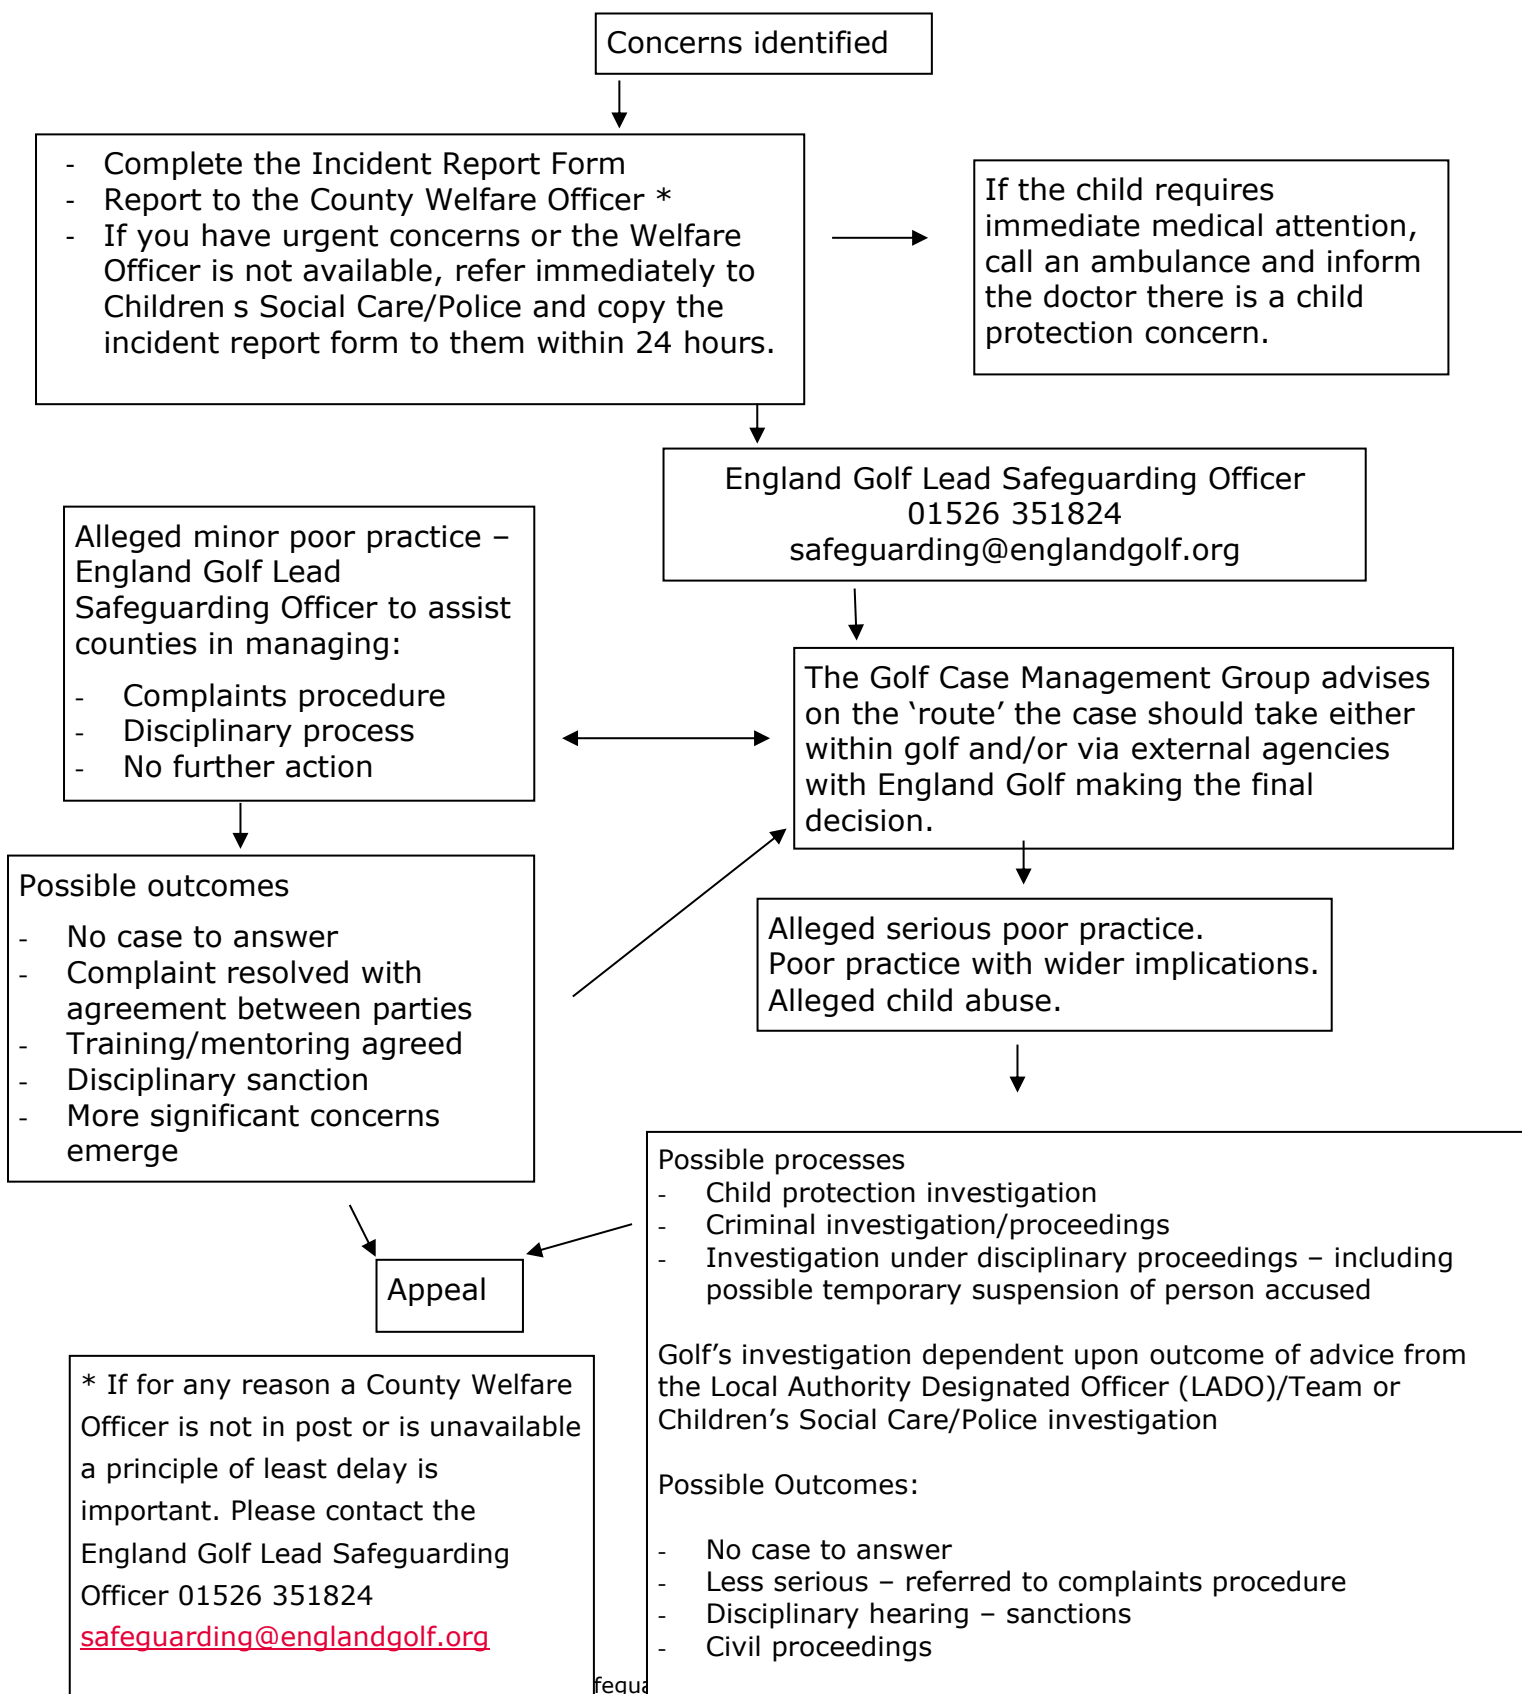 Concerns identified
- Complete the Incident Report Form
- Report to the County Welfare Officer *
- If you have urgent concerns or the Welfare
Officer is not available, refer immediately to
Children s Social Care/Police and copy the
incident report form to them within 24 hours.
If the child requires
immediate medical attention,
call an ambulance and inform
the doctor there is a child
protection concern.
England Golf Lead Safeguarding Officer
01526 351824
safeguarding@englandgolf.org
Alleged minor poor practice –
England Golf Lead
Safeguarding Officer to assist
counties in managing:
- Complaints procedure
- Disciplinary process
- No further action
The Golf Case Management Group advises
on the ‘route’ the case should take either
within golf and/or via external agencies
with England Golf making the final
decision.
Possible outcomes
- No case to answer
- Complaint resolved with
agreement between parties
- Training/mentoring agreed
- Disciplinary sanction
- More significant concerns
emerge
Alleged serious poor practice.
Poor practice with wider implications.
Alleged child abuse.
Possible processes
- Child protection investigation
- Criminal investigation/proceedings
- Investigation under disciplinary proceedings – including
possible temporary suspension of person accused
Golf’s investigation dependent upon outcome of advice from
the Local Authority Designated Officer (LADO)/Team or
Children’s Social Care/Police investigation
Possible Outcomes:
- No case to answer
- Less serious – referred to complaints procedure
- Disciplinary hearing – sanctions
- Civil proceedings
Appeal
* If for any reason a County Welfare
Officer is not in post or is unavailable
a principle of least delay is
important. Please contact the
England Golf Lead Safeguarding
Officer 01526 351824
safeguarding@englandgolf.org